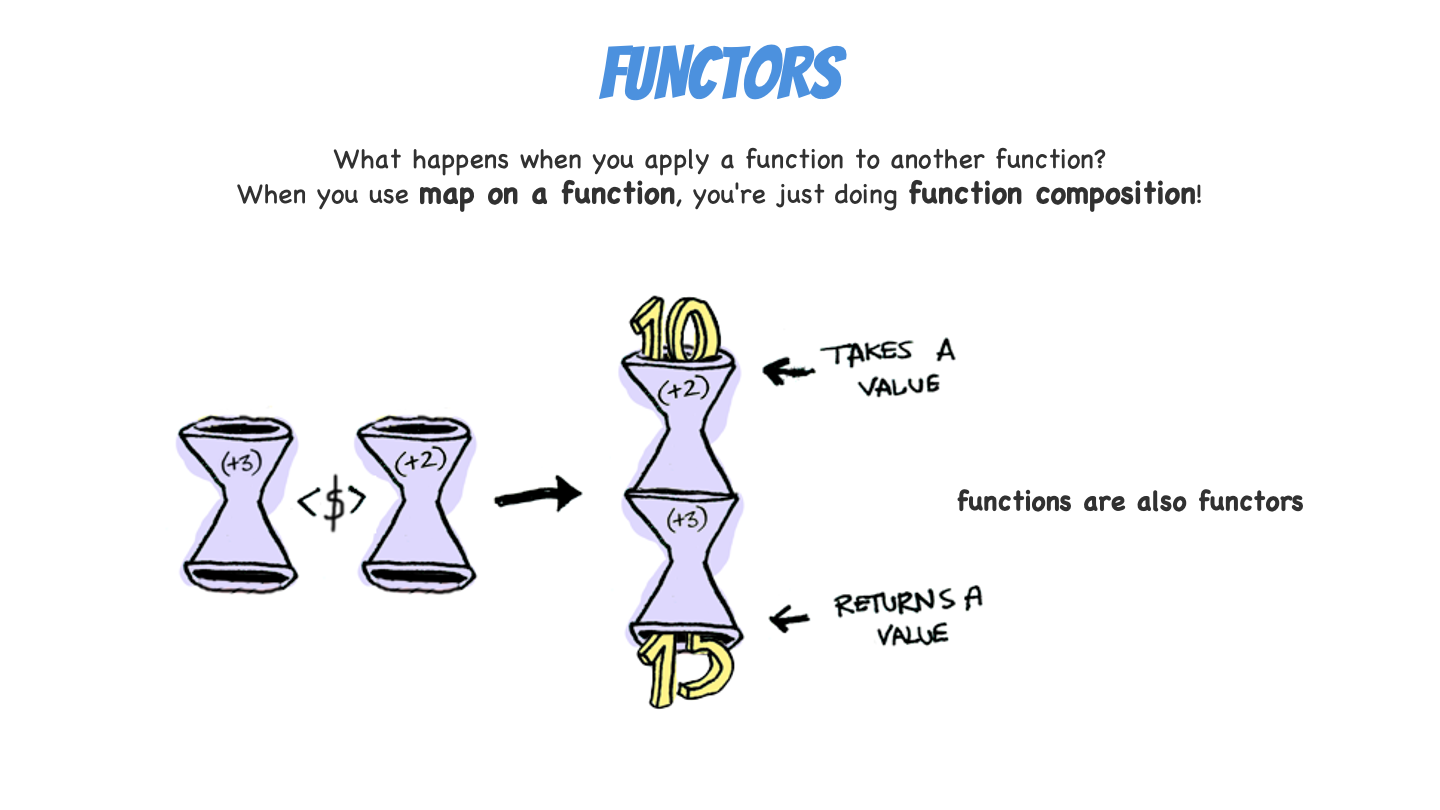 FUNCTORS
What happens when you apply a function to another function?
When you use map on a function, you're just doing function composition!
10
TAKES A
VALUE
(+2)
(+3)
<$>
(+2)
(+3)
functions are also functors
RETURNS A
VALUE
15